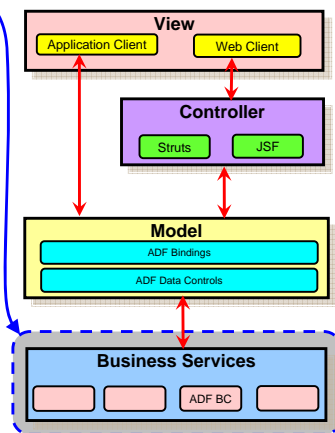 View
Application Client
Web Client
Controller
Struts
JSF
Model
ADF Bindings
ADF Data Controls
Business Services
ADF BC